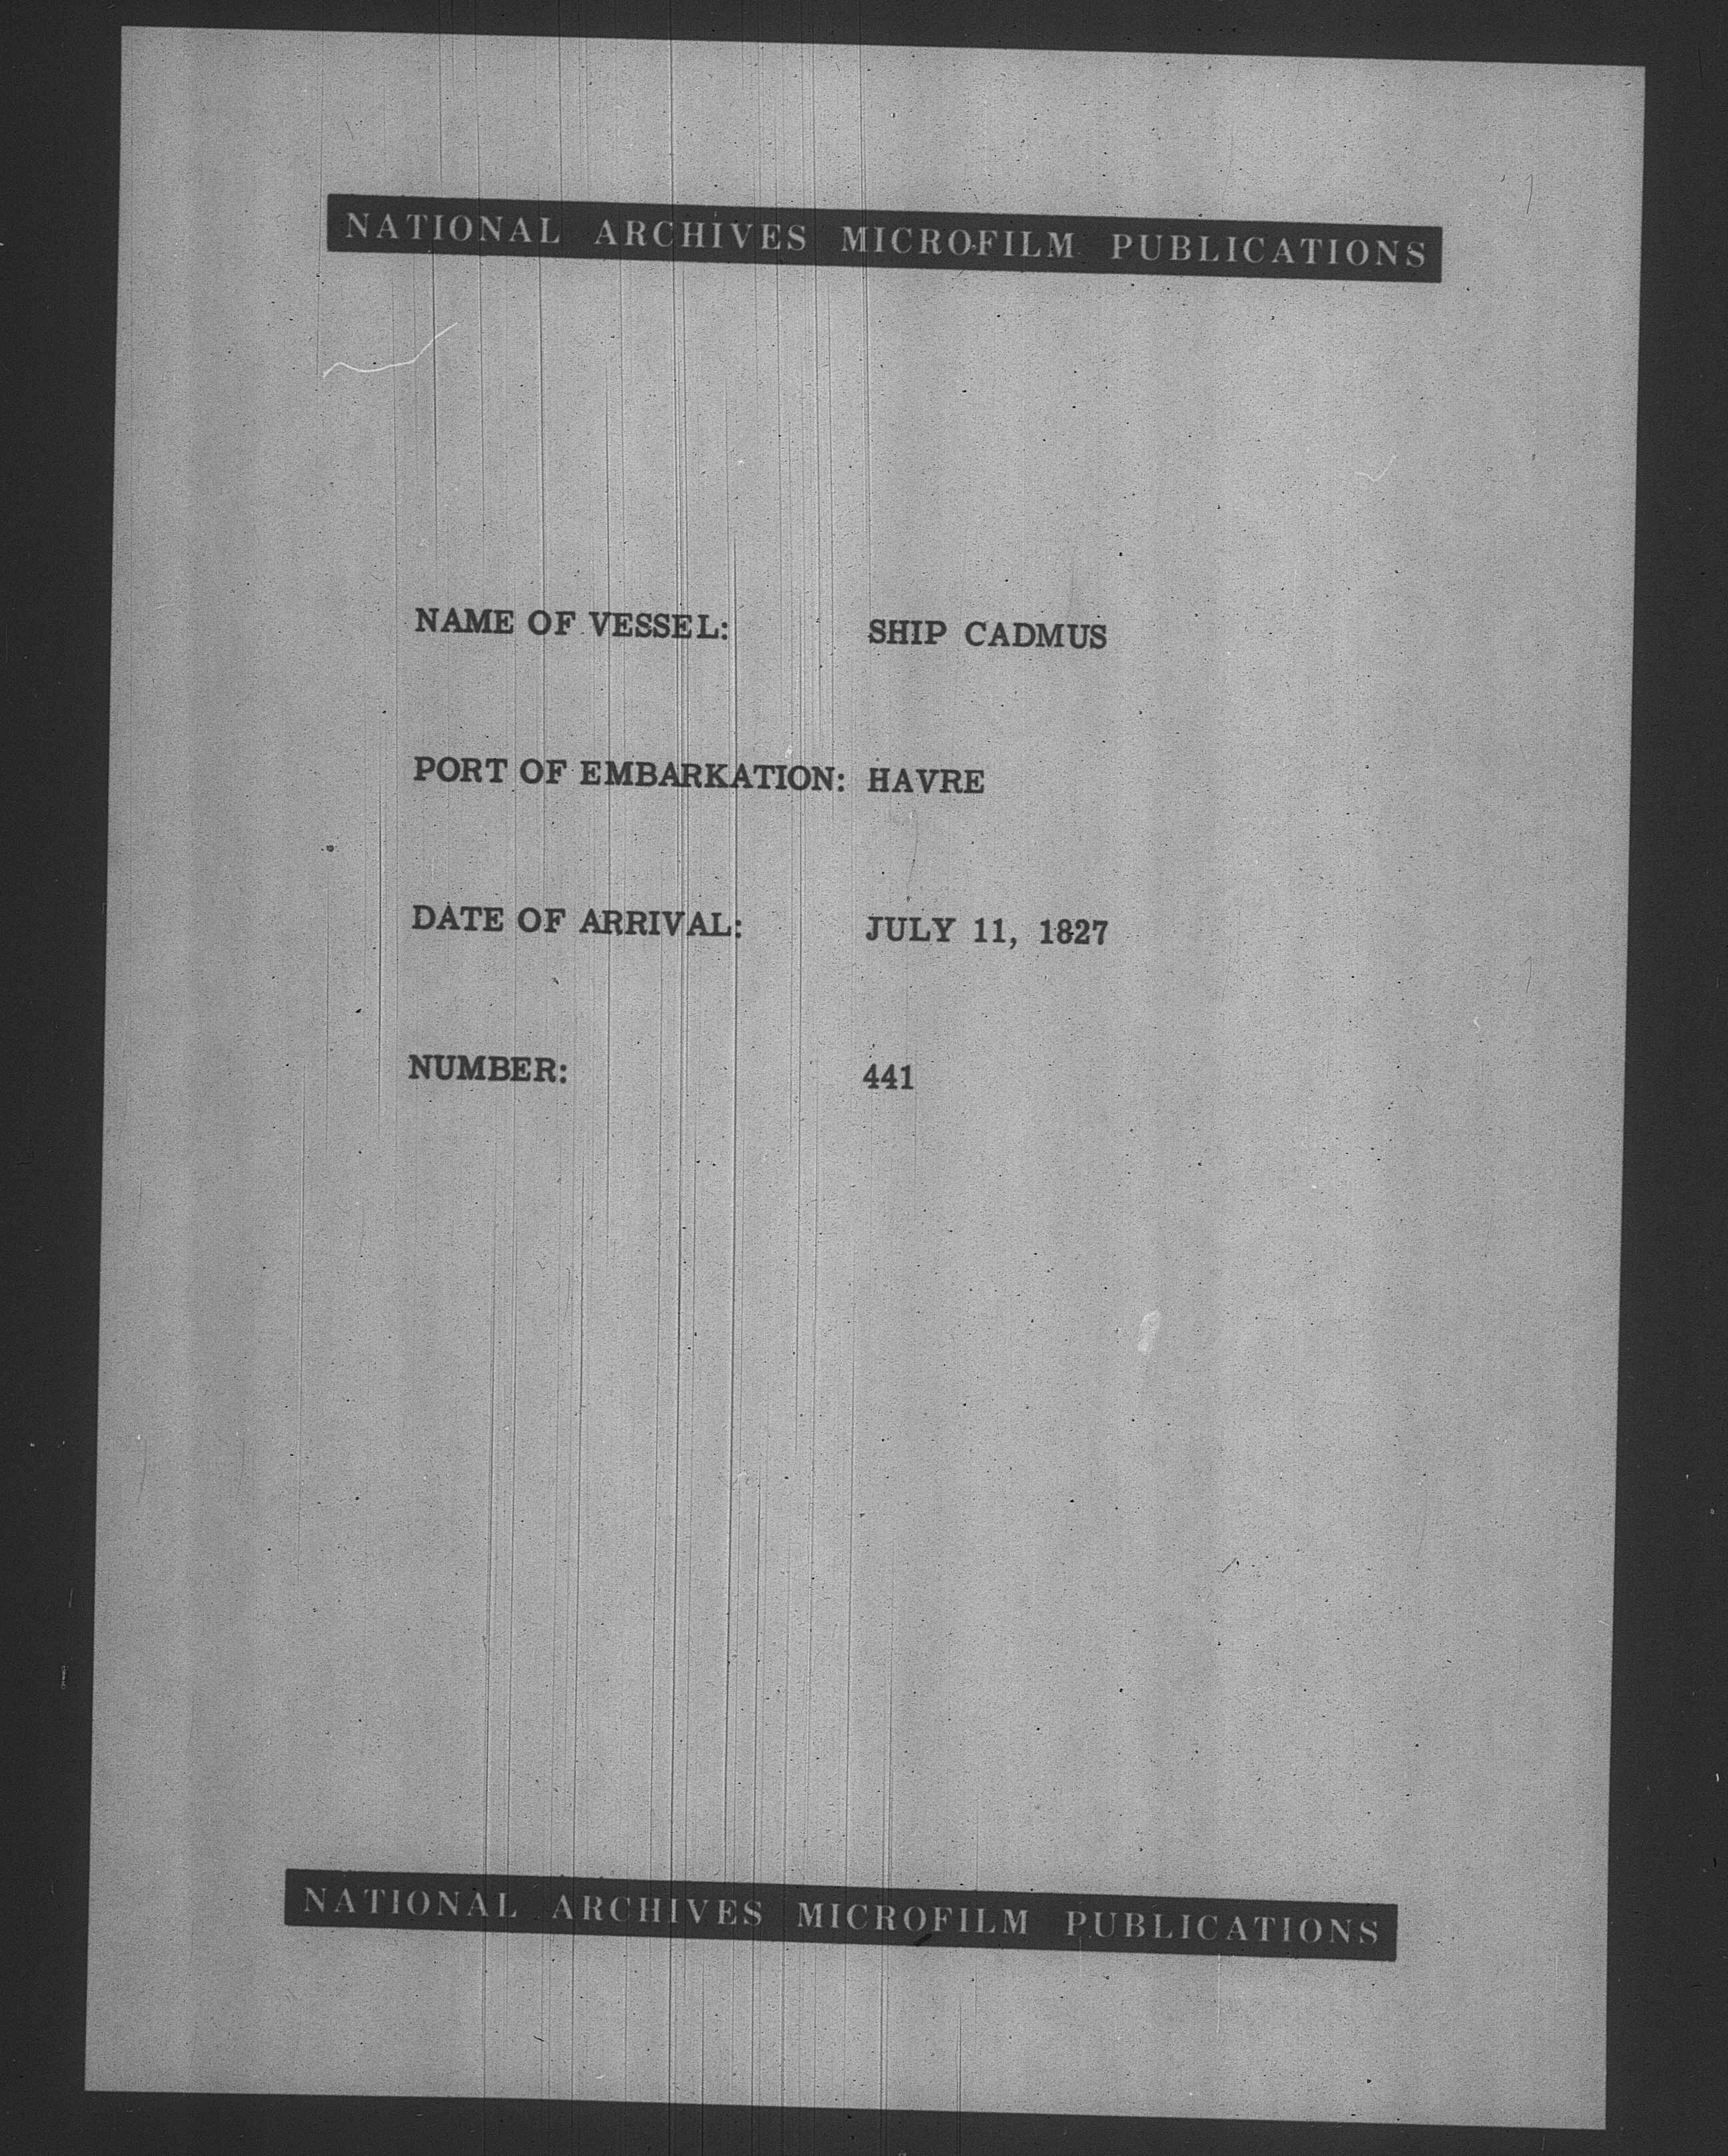 NATIONAL ARCHIVES MICROFILM PUBLICATIONS
NAME OF VESSEL: SHIP CADMUS
PORT OF EMBARKATION: HAVRE
DATE OF ARRIVAL: JULY 11, 1827
NUMBER: 441
NATIONAL ARCHIVES MICROFILM PUBLICATIONS